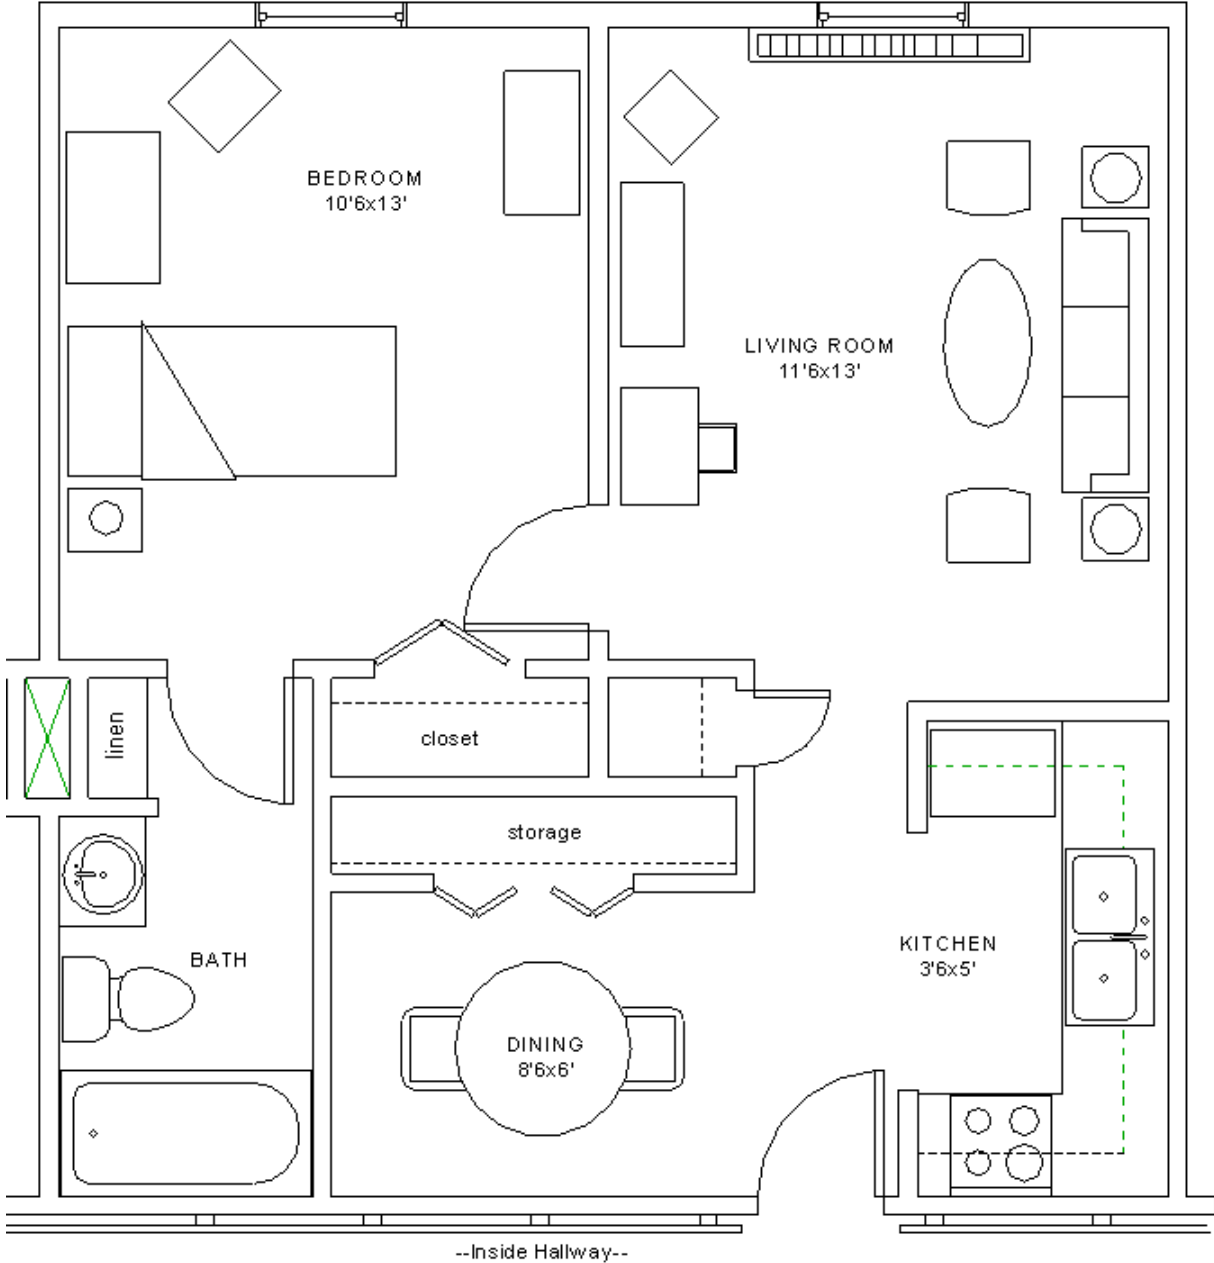 BEDROOM
10'6x13'
LIVING ROOM
11'6x13'
linen
closet
storage
KITCHEN
3'6x5'
BATH
DINING
8'6x6'
--Inside Hallway--